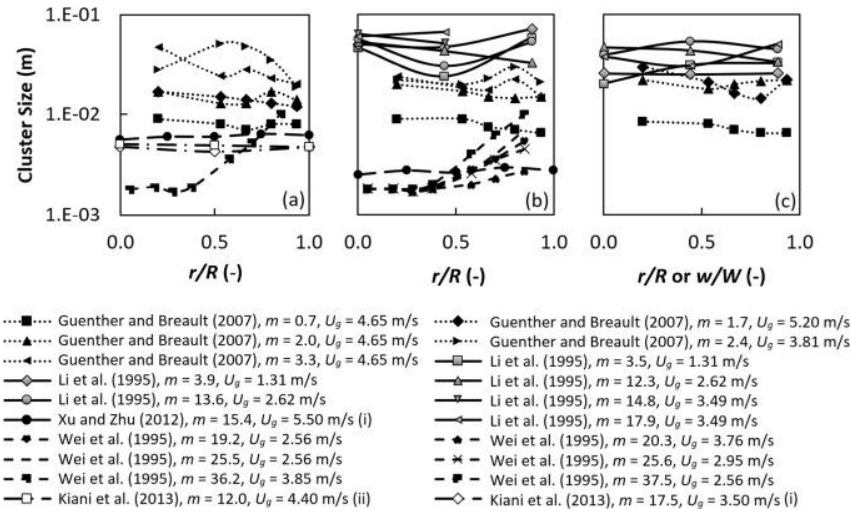 1.E-01
1.E-02
1.E-03
Cluster Size (m)
(a)
(b)
(c)
0.0 0.5 1.0
0.0 0.5 1.0
0.0 0.5 1.0
r/R (-)
r/R (-)
r/R or w/W (-)
Guenther and Breault (2007), m = 0.7, Ug = 4.65 m/s
Guenther and Breault (2007), m = 2.0, Ug = 4.65 m/s
Guenther and Breault (2007), m = 3.3, Ug = 4.65 m/s
Li et al. (1995), m = 3.9, Ug = 1.31 m/s
Li et al. (1995), m = 13.6, Ug = 2.62 m/s
Xu and Zhu (2012), m = 15.4, Ug = 5.50 m/s (i)
Wei et al. (1995), m = 19.2, Ug = 2.56 m/s
Wei et al. (1995), m = 25.5, Ug = 2.56 m/s
Wei et al. (1995), m = 36.2, Ug = 3.85 m/s
Kiani et al. (2013), m = 12.0, Ug = 4.40 m/s (ii)
Guenther and Breault (2007), m = 1.7, Ug = 5.20 m/s
Guenther and Breault (2007), m = 2.4, Ug = 3.81 m/s
Li et al. (1995), m = 3.5, Ug = 1.31 m/s
Li et al. (1995), m = 12.3, Ug = 2.62 m/s
Li et al. (1995), m = 14.8, Ug = 3.49 m/s
Li et al. (1995), m = 17.9, Ug = 3.49 m/s
Wei et al. (1995), m = 20.3, Ug = 3.76 m/s
Wei et al. (1995), m = 25.6, Ug = 2.95 m/s
Wei et al. (1995), m = 37.5, Ug = 2.56 m/s
Kiani et al. (2013), m = 17.5, Ug = 3.50 m/s (i)